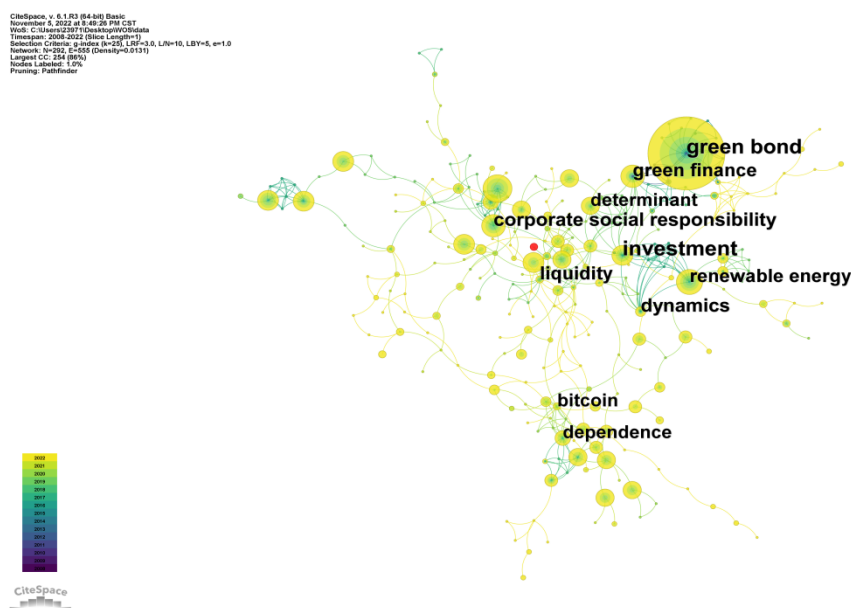 CiteSpace, v. 6.1.R3 (64-bit) Basic
November 5, 2022 at 8:49:26 PM CST
WoS: C:\Users\23971\Desktop\WOS\data
Timespan: 2008-2022 (Slice Length=1)
Selection Criteria: g-index (k=25), LRF=3.0, L/N=10, LBY=5, e=1.0
Network: N=292, E=555 (Density=0.0131)
Largest CC: 254 (86%)
Nodes Labeled: 1.0%
Pruning: Pathfinder
green bond
green finance
determinant
corporate social responsibility
investment
liquidity
renewable energy
dynamics
bitcoin
dependence
2022
2021
2020
2019
2018
2017
2016
2015
2014
2013
2012
2011
2010
CiteSpace